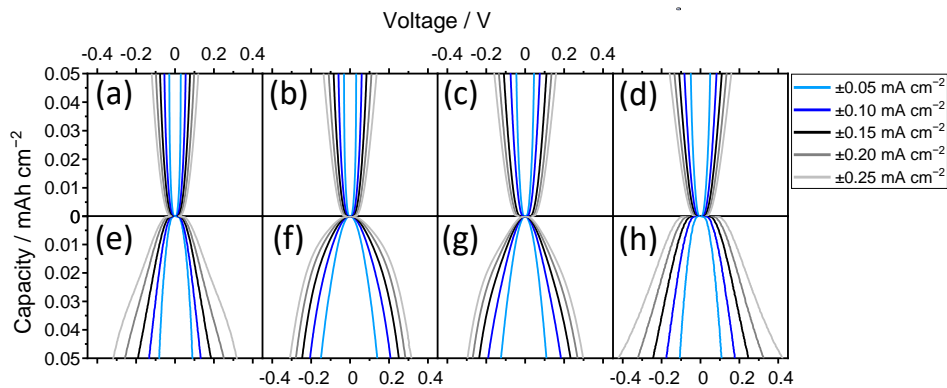 Voltage / V
-0.4 -0.2 0 0.2 0.4 -0.4 -0.2 0 0.2 0.4
0.05
0.04
0.03
0.02
0.01
0
0.01
0.02
0.03
0.04
0.05
Capacity / mAh cm⁻²
(a) (b) (c) (d)
(e) (f) (g) (h)
±0.05 mA cm⁻²
±0.10 mA cm⁻²
±0.15 mA cm⁻²
±0.20 mA cm⁻²
±0.25 mA cm⁻²
-0.4 -0.2 0 0.2 0.4 -0.4 -0.2 0 0.2 0.4